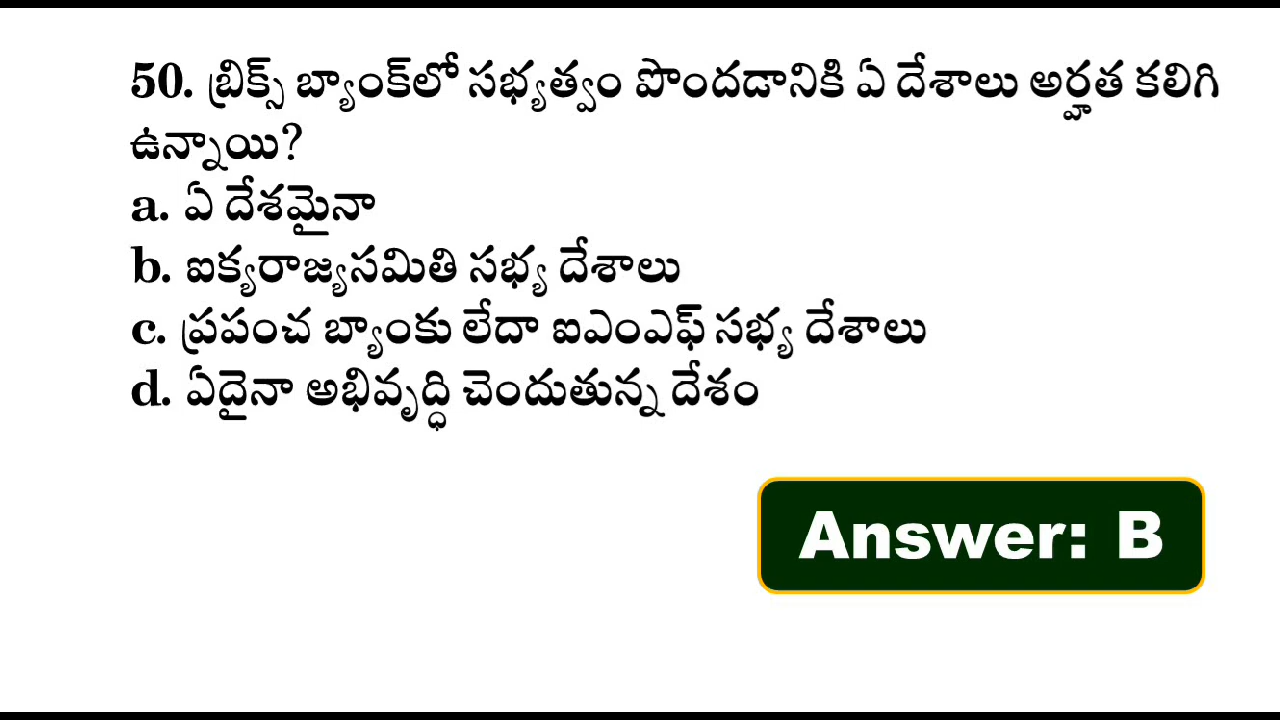 50. బ్రిక్స్ బ్యాంక్‌లో సభ్యత్వం పొందడానికి ఏ దేశాలు అర్హత కలిగి
ఉన్నాయి?
a. ఏ దేశమైనా
b. ఐక్యరాజ్యసమితి సభ్య దేశాలు
c. ప్రపంచ బ్యాంకు లేదా ఐఎంఎఫ్ సభ్య దేశాలు
d. ఏదైనా అభివృద్ధి చెందుతున్న దేశం
Answer: B